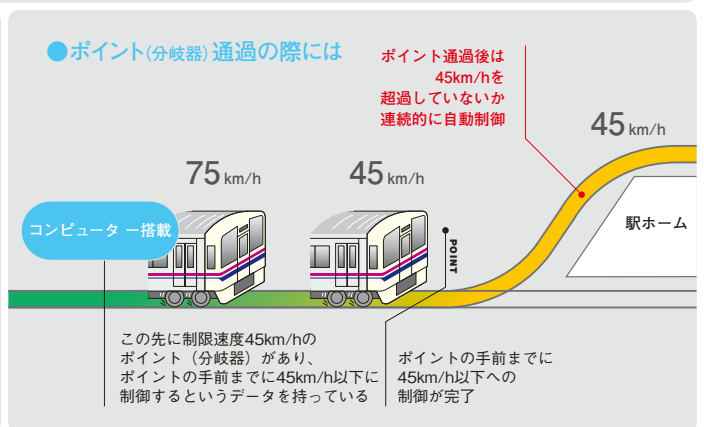 ●ポイント(分岐器)通過の際には
ポイント通過後は
45km/hを
超過していないか
連続的に自動制御
45 km/h
75 km/h
45 km/h
コンピューター搭載
駅ホーム
POINT
この先に制限速度45km/hの
ポイント（分岐器）があり、
ポイントの手前までに45km/h以下に
制御するというデータを持っている
ポイントの手前までに
45km/h以下への
制御が完了